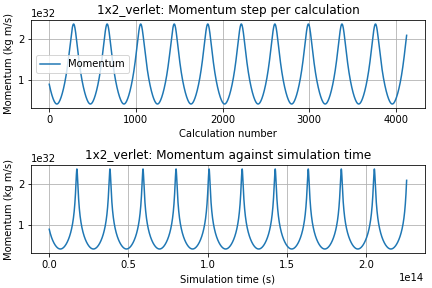 1x2_verlet: Momentum step per calculation
1e32
Momentum (kg m/s)
2
1
Momentum
0
1000
2000
3000
4000
Calculation number
1x2_verlet: Momentum against simulation time
1e32
Momentum (kg m/s)
2
1
0.0
0.5
1.0
1.5
2.0
1e14
Simulation time (s)